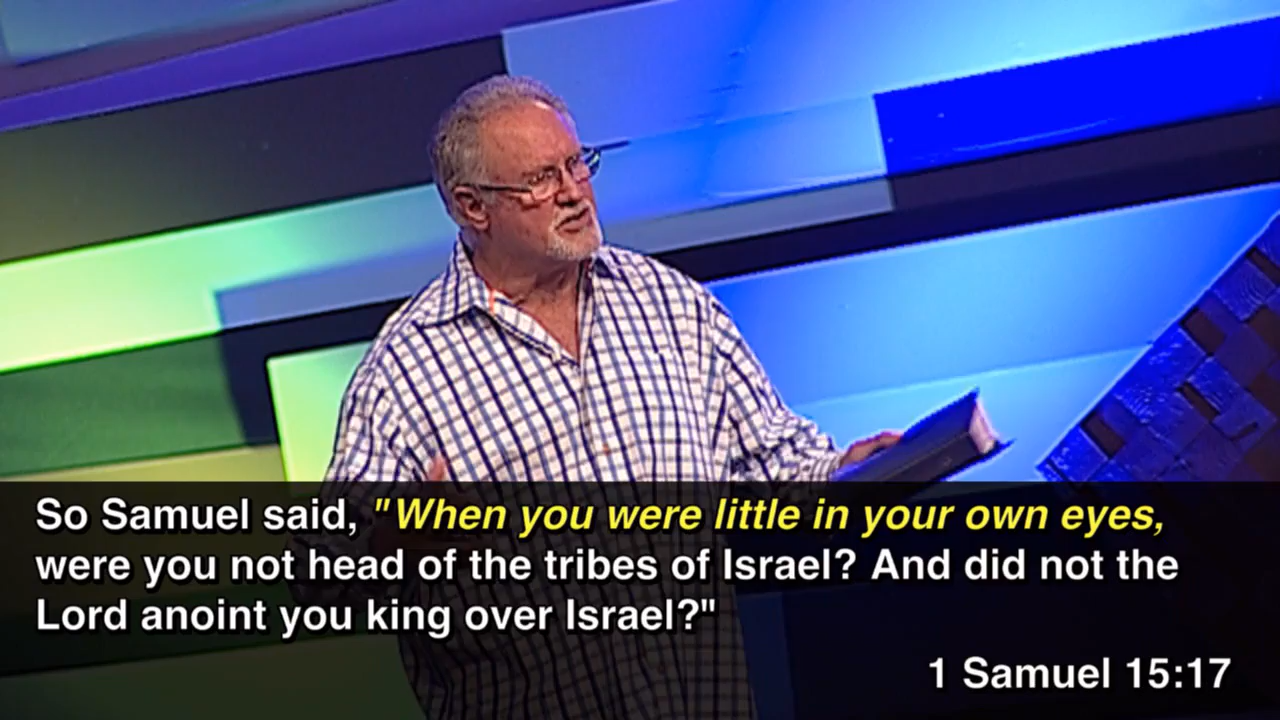 So Samuel said, "When you were little in your own eyes,
were you not head of the tribes of Israel? And did not the
Lord anoint you king over Israel?"
1 Samuel 15:17